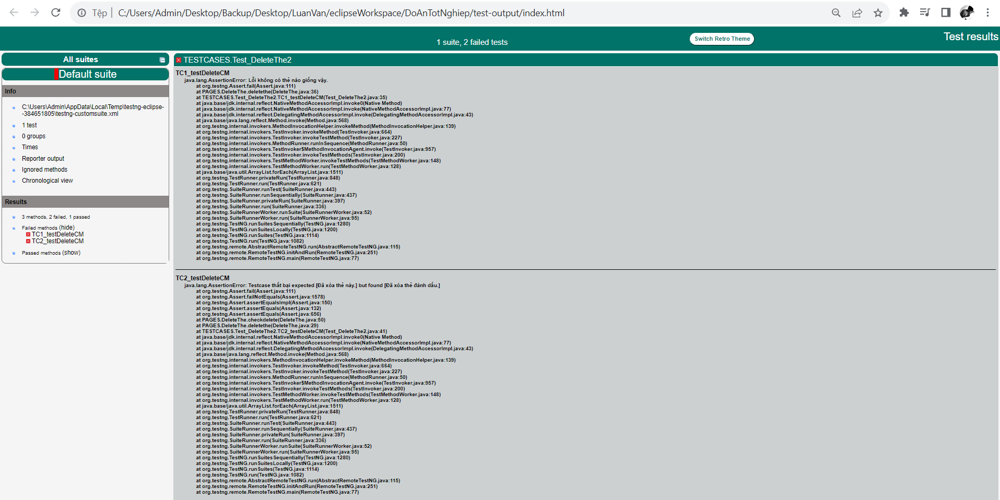 Tệp
C:/Users/Admin/Desktop/Backup/Desktop/LuanVan/eclipseWorkspace/DoAnTotNghiep/test-output/index.html
1 suite, 2 failed tests
Switch Retro Theme
Test results
All suites
Default suite
Info
C:\Users\Admin\AppData\Local\Temp\testng-eclipse-
-384651805\testng-customsuite.xml
1 test
0 groups
Times
Reporter output
Ignored methods
Chronological view
Results
3 methods, 2 failed, 1 passed
Failed methods (hide)
TC1_testDeleteCM
TC2_testDeleteCM
Passed methods (show)
TESTCASES.Test_DeleteThe2
TC1_testDeleteCM
java.lang.AssertionError: Lỗi không có thẻ nào giống vậy.
at org.testng.Assert.fail(Assert.java:111)
at PAGES.DeleteThe.deletethe(DeleteThe.java:36)
at TESTCASES.Test_DeleteThe2.TC1_testDeleteCM(Test_DeleteThe2.java:35)
at java.base/jdk.internal.reflect.NativeMethodAccessorImpl.invoke0(Native Method)
at java.base/jdk.internal.reflect.NativeMethodAccessorImpl.invoke(NativeMethodAccessorImpl.java:77)
at java.base/jdk.internal.reflect.DelegatingMethodAccessorImpl.invoke(DelegatingMethodAccessorImpl.java:43)
at java.base/java.lang.reflect.Method.invoke(Method.java:568)
at org.testng.internal.invokers.MethodInvocationHelper.invokeMethod(MethodInvocationHelper.java:139)
at org.testng.internal.invokers.TestInvoker.invokeMethod(TestInvoker.java:664)
at org.testng.internal.invokers.TestInvoker.invokeTestMethod(TestInvoker.java:227)
at org.testng.internal.invokers.MethodRunner.runInSequence(MethodRunner.java:50)
at org.testng.internal.invokers.TestInvoker$MethodInvocationAgent.invoke(TestInvoker.java:957)
at org.testng.internal.invokers.TestInvoker.invokeTestMethods(TestInvoker.java:200)
at org.testng.internal.invokers.TestMethodWorker.invokeTestMethods(TestMethodWorker.java:148)
at org.testng.internal.invokers.TestMethodWorker.run(TestMethodWorker.java:128)
at java.base/java.util.ArrayList.forEach(ArrayList.java:1511)
at org.testng.TestRunner.privateRun(TestRunner.java:848)
at org.testng.TestRunner.run(TestRunner.java:621)
at org.testng.SuiteRunner.runTest(SuiteRunner.java:443)
at org.testng.SuiteRunner.runSequentially(SuiteRunner.java:437)
at org.testng.SuiteRunner.privateRun(SuiteRunner.java:397)
at org.testng.SuiteRunner.run(SuiteRunner.java:336)
at org.testng.SuiteRunnerWorker.runSuite(SuiteRunnerWorker.java:52)
at org.testng.SuiteRunnerWorker.run(SuiteRunnerWorker.java:95)
at org.testng.TestNG.runSuitesSequentially(TestNG.java:1280)
at org.testng.TestNG.runSuitesLocally(TestNG.java:1200)
at org.testng.TestNG.runSuites(TestNG.java:1114)
at org.testng.TestNG.run(TestNG.java:1082)
at org.testng.remote.AbstractRemoteTestNG.run(AbstractRemoteTestNG.java:115)
at org.testng.remote.RemoteTestNG.initAndRun(RemoteTestNG.java:251)
at org.testng.remote.RemoteTestNG.main(RemoteTestNG.java:77)
TC2_testDeleteCM
java.lang.AssertionError: Testcase thất bại expected [Đã xóa thẻ này.] but found [Đã xóa thẻ đánh dấu.]
at org.testng.Assert.fail(Assert.java:111)
at org.testng.Assert.failNotEquals(Assert.java:1578)
at org.testng.Assert.assertEqualsImpl(Assert.java:150)
at org.testng.Assert.assertEquals(Assert.java:132)
at org.testng.Assert.assertEquals(Assert.java:656)
at PAGES.DeleteThe.checkdelete(DeleteThe.java:50)
at PAGES.DeleteThe.deletethe(DeleteThe.java:29)
at TESTCASES.Test_DeleteThe2.TC2_testDeleteCM(Test_DeleteThe2.java:41)
at java.base/jdk.internal.reflect.NativeMethodAccessorImpl.invoke0(Native Method)
at java.base/jdk.internal.reflect.NativeMethodAccessorImpl.invoke(NativeMethodAccessorImpl.java:77)
at java.base/jdk.internal.reflect.DelegatingMethodAccessorImpl.invoke(DelegatingMethodAccessorImpl.java:43)
at java.base/java.lang.reflect.Method.invoke(Method.java:568)
at org.testng.internal.invokers.MethodInvocationHelper.invokeMethod(MethodInvocationHelper.java:139)
at org.testng.internal.invokers.TestInvoker.invokeMethod(TestInvoker.java:664)
at org.testng.internal.invokers.TestInvoker.invokeTestMethod(TestInvoker.java:227)
at org.testng.internal.invokers.MethodRunner.runInSequence(MethodRunner.java:50)
at org.testng.internal.invokers.TestInvoker$MethodInvocationAgent.invoke(TestInvoker.java:957)
at org.testng.internal.invokers.TestInvoker.invokeTestMethods(TestInvoker.java:200)
at org.testng.internal.invokers.TestMethodWorker.invokeTestMethods(TestMethodWorker.java:148)
at org.testng.internal.invokers.TestMethodWorker.run(TestMethodWorker.java:128)
at java.base/java.util.ArrayList.forEach(ArrayList.java:1511)
at org.testng.TestRunner.privateRun(TestRunner.java:848)
at org.testng.TestRunner.run(TestRunner.java:621)
at org.testng.SuiteRunner.runTest(SuiteRunner.java:443)
at org.testng.SuiteRunner.runSequentially(SuiteRunner.java:437)
at org.testng.SuiteRunner.privateRun(SuiteRunner.java:397)
at org.testng.SuiteRunner.run(SuiteRunner.java:336)
at org.testng.SuiteRunnerWorker.runSuite(SuiteRunnerWorker.java:52)
at org.testng.SuiteRunnerWorker.run(SuiteRunnerWorker.java:95)
at org.testng.TestNG.runSuitesSequentially(TestNG.java:1280)
at org.testng.TestNG.runSuitesLocally(TestNG.java:1200)
at org.testng.TestNG.runSuites(TestNG.java:1114)
at org.testng.TestNG.run(TestNG.java:1082)
at org.testng.remote.AbstractRemoteTestNG.run(AbstractRemoteTestNG.java:115)
at org.testng.remote.RemoteTestNG.initAndRun(RemoteTestNG.java:251)
at org.testng.remote.RemoteTestNG.main(RemoteTestNG.java:77)